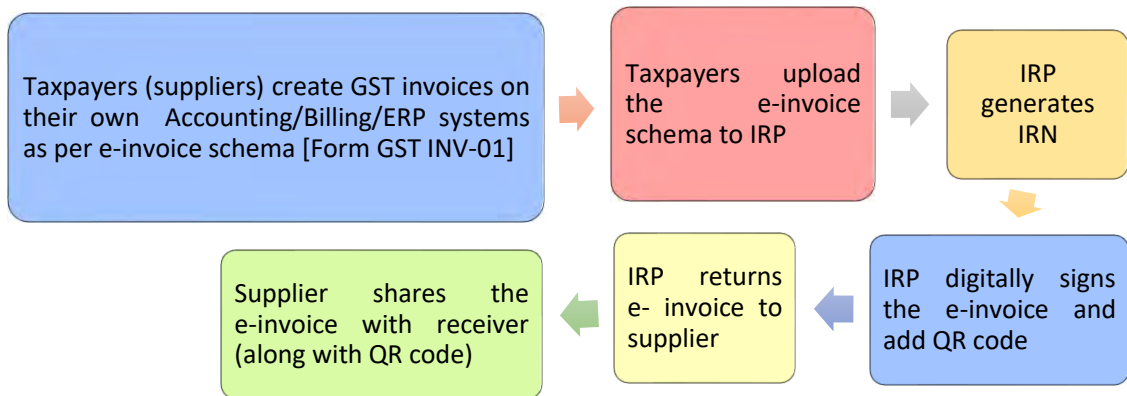 Taxpayers (suppliers) create GST invoices on
their own Accounting/Billing/ERP systems
as per e-invoice schema [Form GST INV-01]
Taxpayers upload
the e-invoice
schema to IRP
IRP
generates
IRN
IRP digitally signs
the e-invoice and
add QR code
IRP returns
e- invoice to
supplier
Supplier shares the
e-invoice with receiver
(along with QR code)